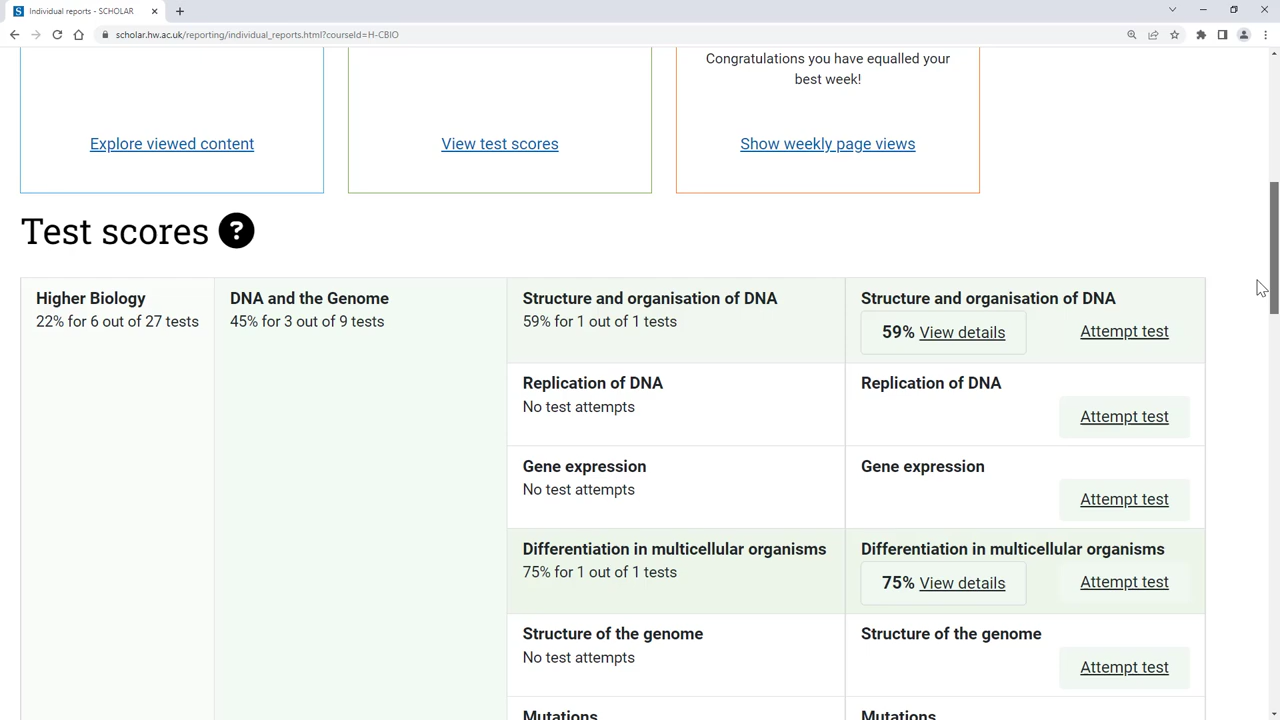 Individual reports - SCHOLAR
scholar.hw.ac.uk/reporting/individual_reports.html?courseId=H-CBIO
Congratulations you have equalled your
best week!
Explore viewed content
View test scores
Show weekly page views
Test scores ?
Higher Biology
22% for 6 out of 27 tests
DNA and the Genome
45% for 3 out of 9 tests
Structure and organisation of DNA
59% for 1 out of 1 tests
Structure and organisation of DNA
59% View details
Attempt test
Replication of DNA
No test attempts
Replication of DNA
Attempt test
Gene expression
No test attempts
Gene expression
Attempt test
Differentiation in multicellular organisms
75% for 1 out of 1 tests
Differentiation in multicellular organisms
75% View details
Attempt test
Structure of the genome
No test attempts
Structure of the genome
Attempt test
Mutations
Mutations